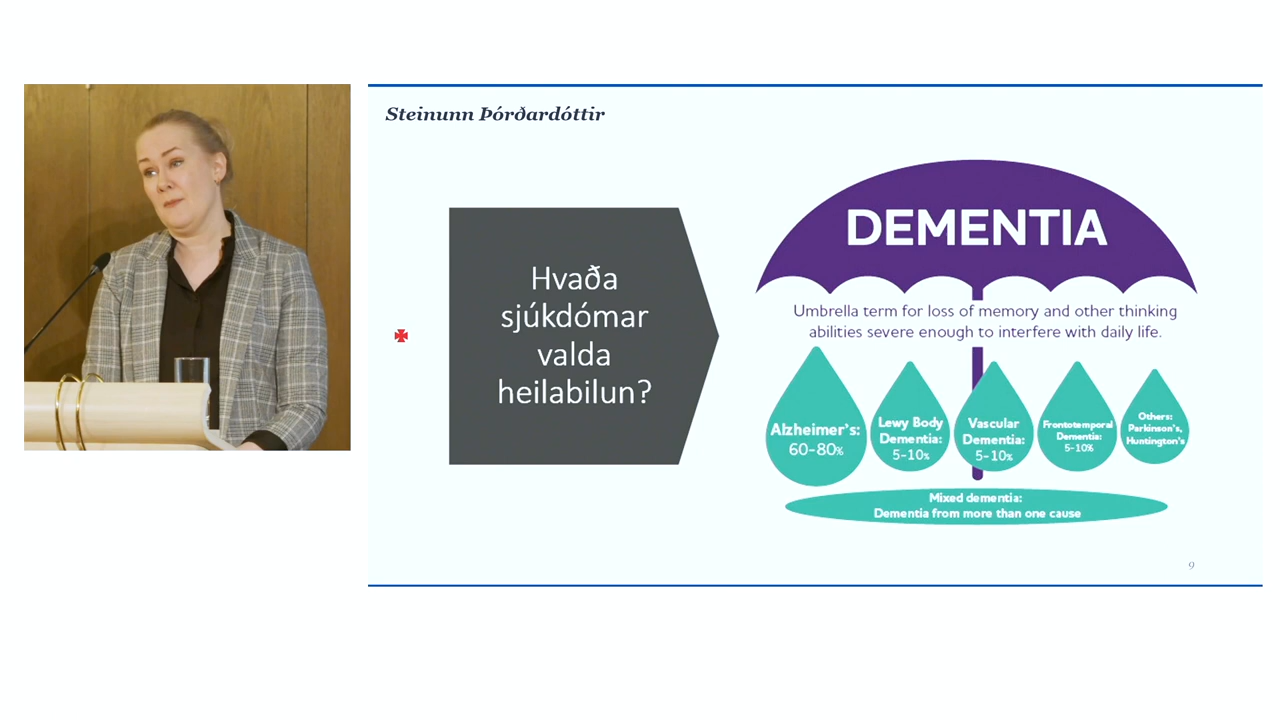 Steinunn Þórðardóttir
Hvaða
sjúkdómar
valda
heilabilun?
DEMENTIA
Umbrella term for loss of memory and other thinking
abilities severe enough to interfere with daily life.
Alzheimer's:
60-80%
Lewy Body
Dementia:
5-10%
Vascular
Dementia:
5-10%
Frontotemporal
Dementia:
5-10%
Others:
Parkinson's,
Huntington's
Mixed dementia:
Dementia from more than one cause
9